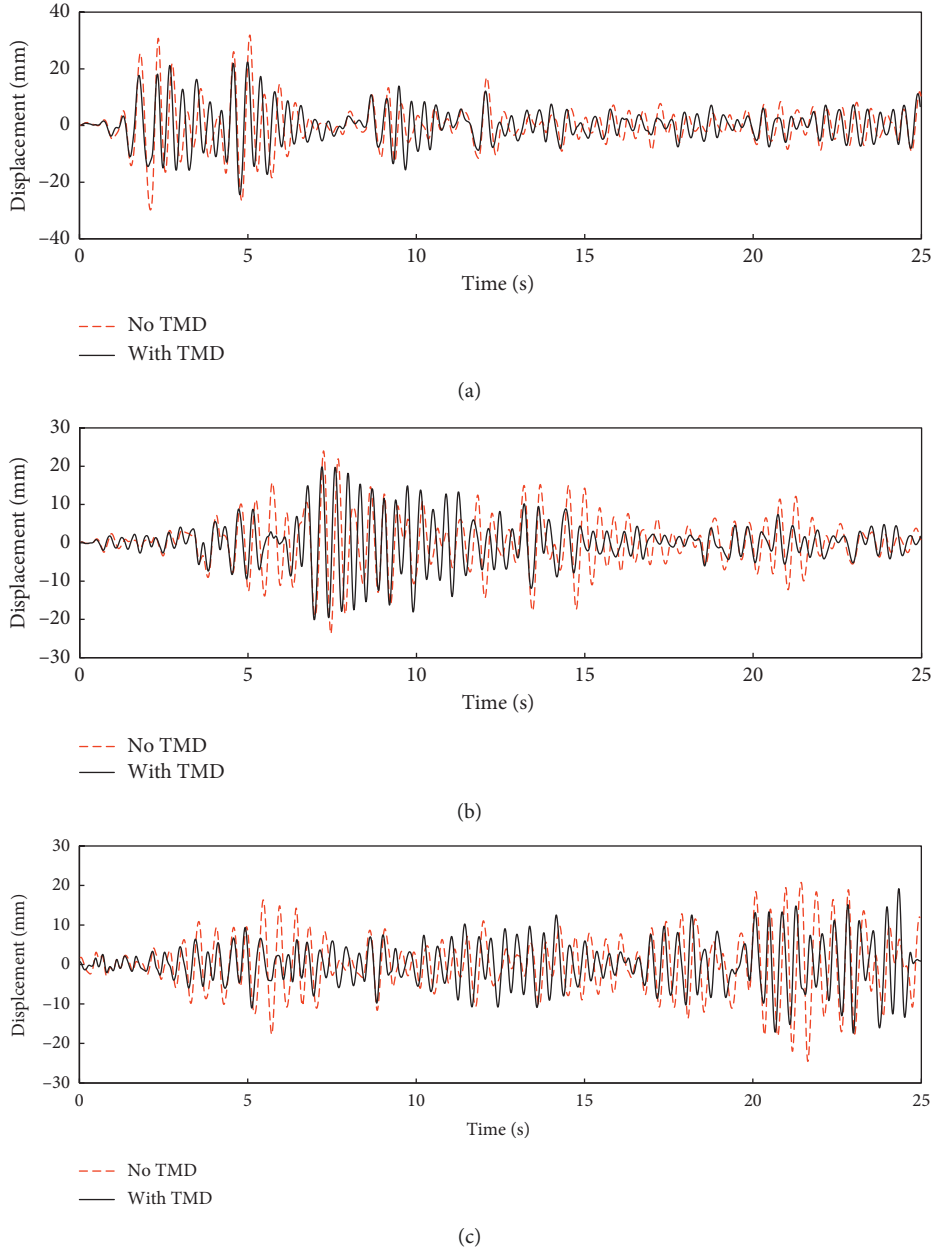 Displacement (mm)
40
20
0
–20
–40
0 5 10 15 20 25
Time (s)
No TMD
With TMD
(a)
Displacement (mm)
30
20
10
0
–10
–20
–30
0 5 10 15 20 25
Time (s)
No TMD
With TMD
(b)
Displcement (mm)
30
20
10
0
–10
–20
–30
0 5 10 15 20 25
Time (s)
No TMD
With TMD
(c)